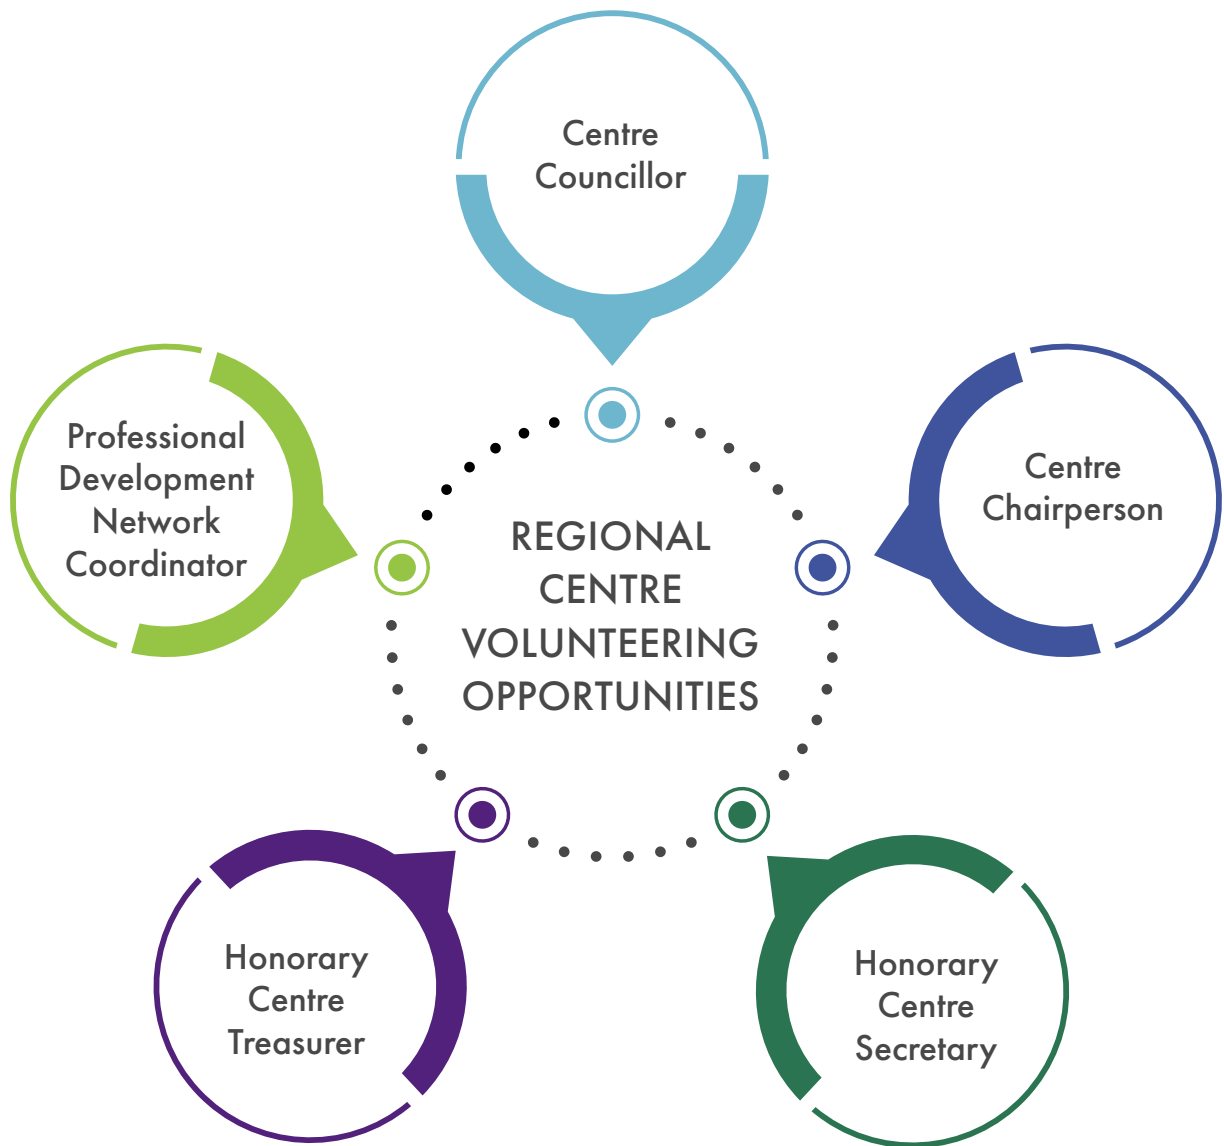 Centre
Councillor
Professional
Development
Network
Coordinator
Centre
Chairperson
REGIONAL
CENTRE
VOLUNTEERING
OPPORTUNITIES
Honorary
Centre
Treasurer
Honorary
Centre
Secretary